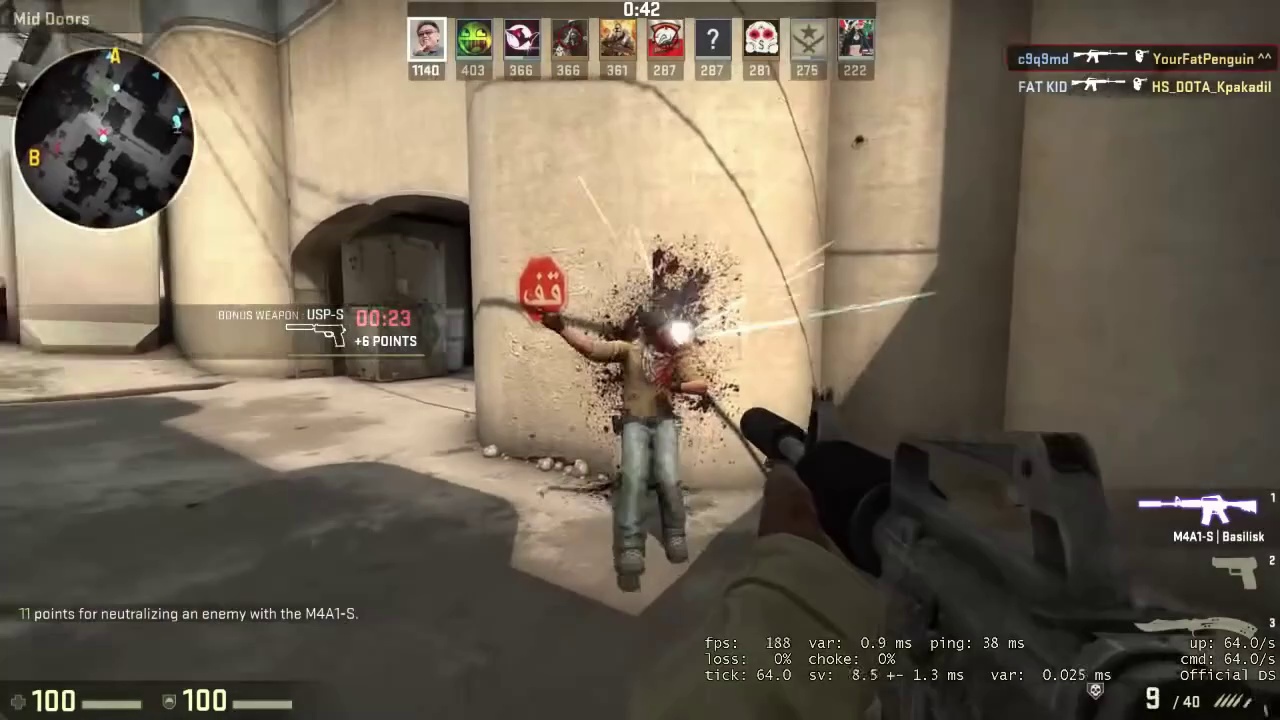 Mid Doors
0:42
A
B
1140 403 366 366 361 287 ? 287 281 275 222
c9q9md YourFatPenguin ^^
FAT KID HS_DOTA_Kpakadil
قف
BONUS WEAPON: USP-S 00:23
+6 POINTS
1
M4A1-S | Basilisk
2
3
11 points for neutralizing an enemy with the M4A1-S.
fps: 188 var: 0.9 ms ping: 38 ms up: 64.0/s
loss: 0% choke: 0% cmd: 64.0/s
tick: 64.0 sv: 8.5 +- 1.3 ms var: 0.025 ms Official DS
100 100 9 / 40